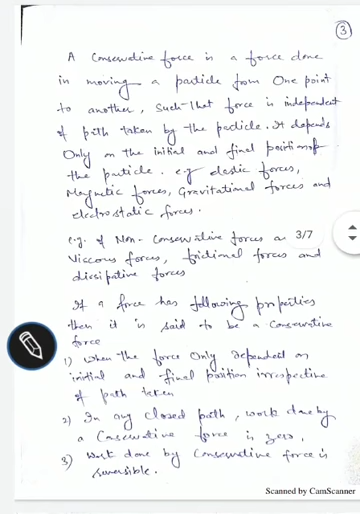 3
A Conservative force is a force done
in moving a particle from One point
to another, Such-that force is independent
of path taken by the particle. It depends
Only on the initial and final position of
the particle. e.g elastic forces,
Magnetic forces, Gravitational forces and
electrostatic forces.
e.g. of Non-Conservative forces are
3/7
Viscous forces, frictional forces and
dissipative forces
If a force has following properties
then it is said to be a Conservative
force
1) When the force Only dependent on
initial and final position irrespective
of path taken
2) In any Closed path, work done by
a Conservative force is zero.
3) Work done by Conservative force is
reversible.
Scanned by CamScanner